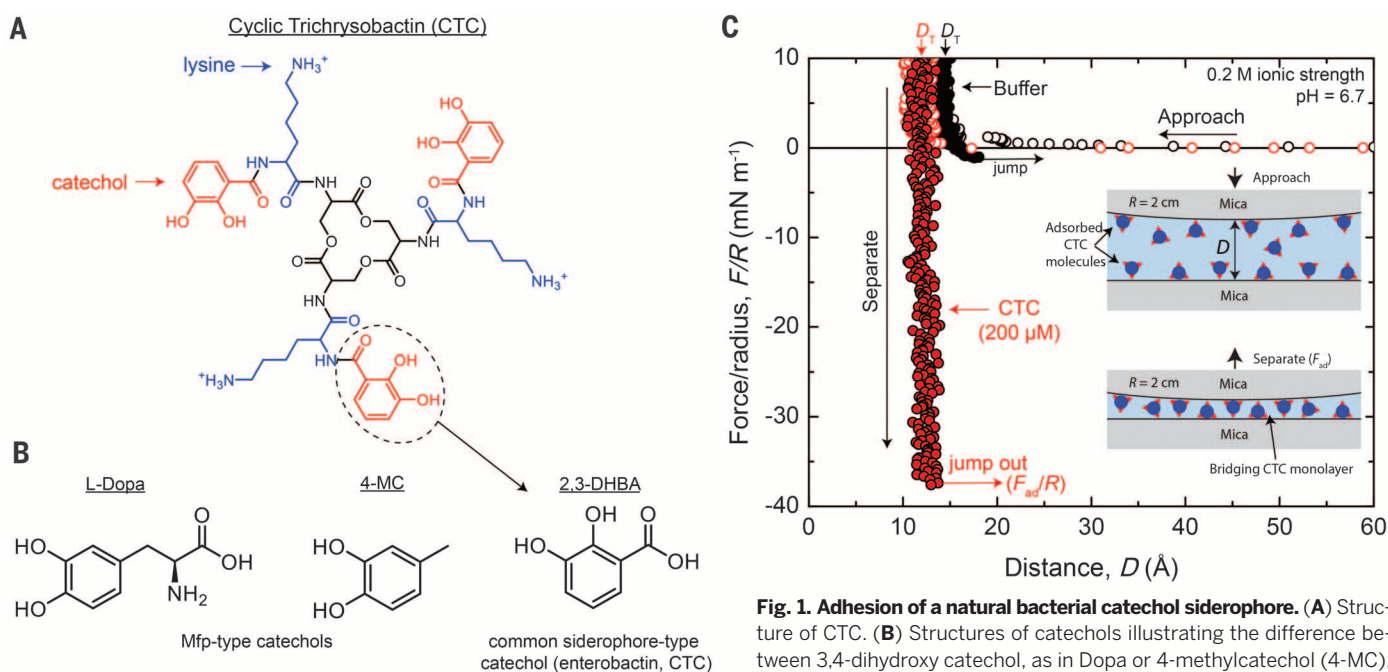 A
Cyclic Trichrysobactin (CTC)
lysine
NH3+
HO
HO
O
HN
O
NH
O
catechol
HO
OH
O
HN
O
O
O
O
O
O
NH
O
NH
NH3+
HN
O
O
NH
O
+H3N
OH
OH
B
L-Dopa
4-MC
2,3-DHBA
HO
HO
O
OH
NH2
HO
HO
OH
HO
O
OH
Mfp-type catechols
common siderophore-type
catechol (enterobactin, CTC)
C
DT DT
10
0
-10
-20
-30
-40
Force/radius, F/R (mN m-1)
0 10 20 30 40 50 60
Distance, D (Å)
0.2 M ionic strength
pH = 6.7
Buffer
Approach
jump
Separate
CTC
(200 µM)
jump out
(Fad/R)
Approach
R = 2 cm
Mica
Adsorbed
CTC
molecules
D
Mica
Separate (Fad)
R = 2 cm
Mica
Mica
Bridging CTC monolayer
Fig. 1. Adhesion of a natural bacterial catechol siderophore. (A) Struc-
ture of CTC. (B) Structures of catechols illustrating the difference be-
tween 3,4-dihydroxy catechol, as in Dopa or 4-methylcatechol (4-MC)